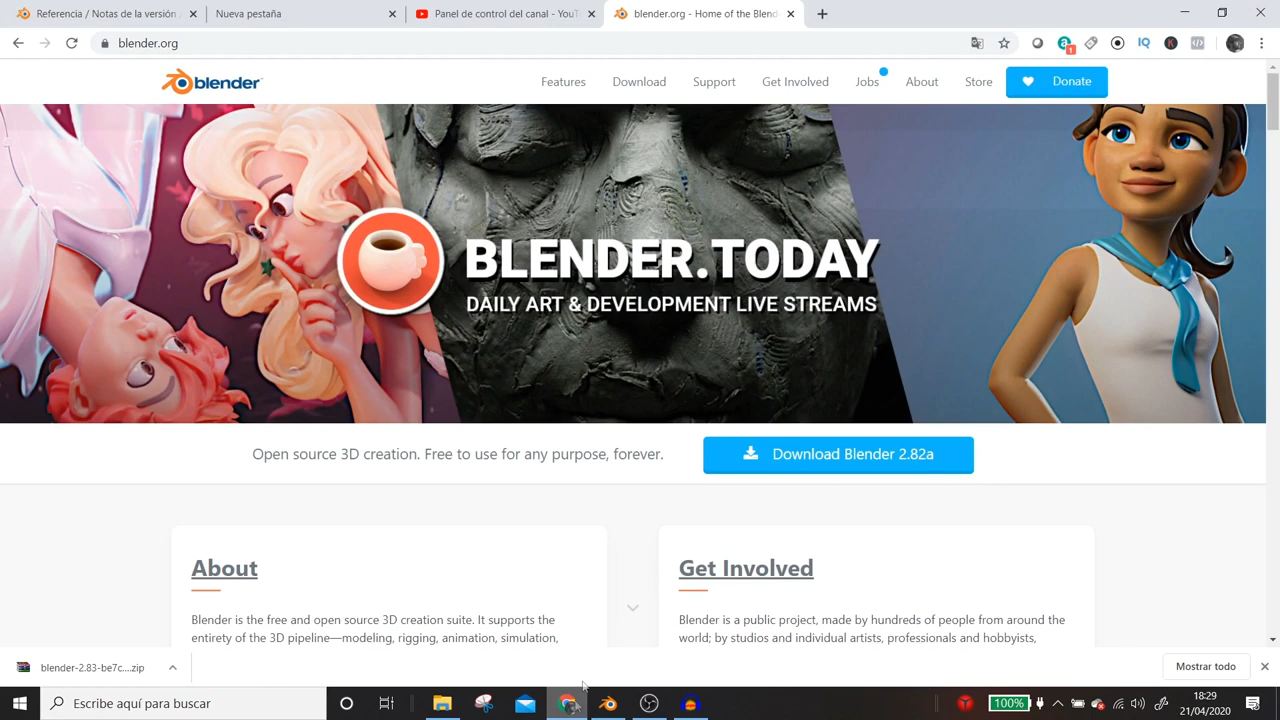 Referencia / Notas de la versión
Nueva pestaña
Panel de control del canal - YouT
blender.org - Home of the Blend
blender.org
1
IQ
K
blender
Features
Download
Support
Get Involved
Jobs
About
Store
Donate
BLENDER.TODAY
DAILY ART & DEVELOPMENT LIVE STREAMS
Open source 3D creation. Free to use for any purpose, forever.
Download Blender 2.82a
About
Blender is the free and open source 3D creation suite. It supports the
entirety of the 3D pipeline—modeling, rigging, animation, simulation,
Get Involved
Blender is a public project, made by hundreds of people from around the
world; by studios and individual artists, professionals and hobbyists,
blender-2.83-be7c....zip
Mostrar todo
Escribe aquí para buscar
100%
18:29
21/04/2020